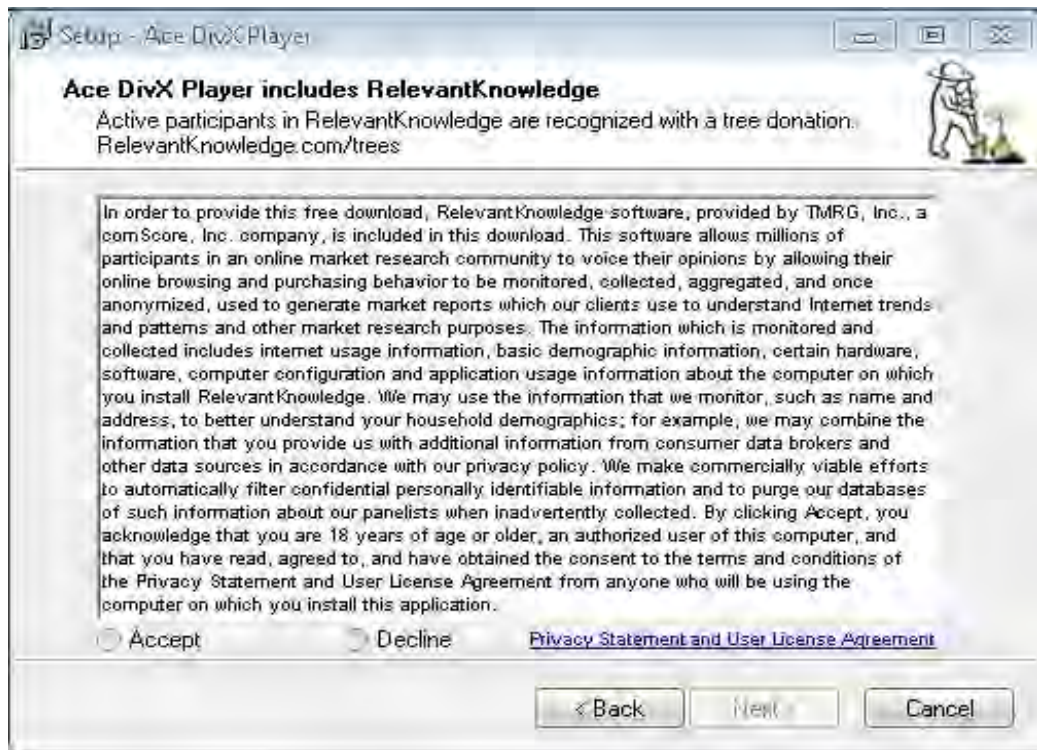 Setup - Ace DivX Player
Ace DivX Player includes RelevantKnowledge
Active participants in RelevantKnowledge are recognized with a tree donation.
RelevantKnowledge.com/trees
In order to provide this free download, RelevantKnowledge software, provided by TMRG, Inc., a
comScore, Inc. company, is included in this download. This software allows millions of
participants in an online market research community to voice their opinions by allowing their
online browsing and purchasing behavior to be monitored, collected, aggregated, and once
anonymized, used to generate market reports which our clients use to understand Internet trends
and patterns and other market research purposes. The information which is monitored and
collected includes internet usage information, basic demographic information, certain hardware,
software, computer configuration and application usage information about the computer on which
you install RelevantKnowledge. We may use the information that we monitor, such as name and
address, to better understand your household demographics; for example, we may combine the
information that you provide us with additional information from consumer data brokers and
other data sources in accordance with our privacy policy. We make commercially viable efforts
to automatically filter confidential personally identifiable information and to purge our databases
of such information about our panelists when inadvertently collected. By clicking Accept, you
acknowledge that you are 18 years of age or older, an authorized user of this computer, and
that you have read, agreed to, and have obtained the consent to the terms and conditions of
the Privacy Statement and User License Agreement from anyone who will be using the
computer on which you install this application.
Accept Decline Privacy Statement and User License Agreement
< Back Next > Cancel